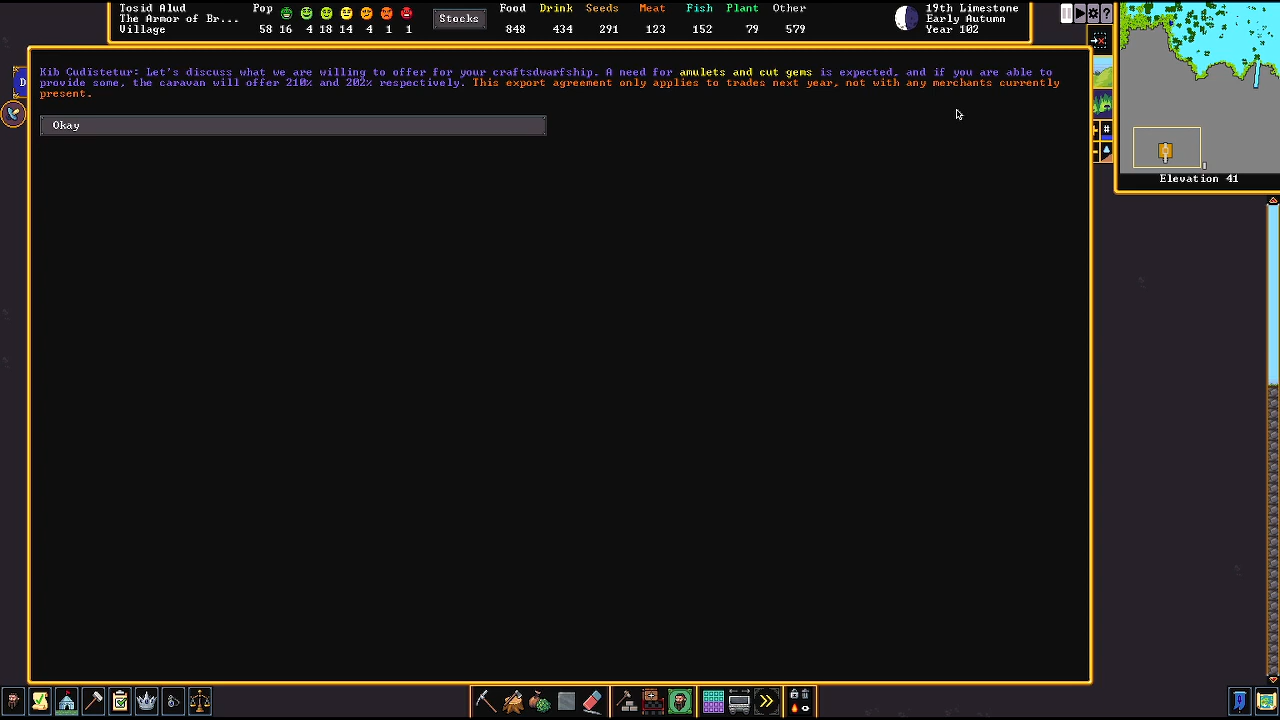 Tosid Alud Pop Food Drink Seeds Meat Fish Plant Other 19th Limestone
The Armor of Br... Stocks Early Autumn
Village 58 16 4 18 14 4 1 1 848 434 291 123 152 79 579 Year 102
Kib Cudïstetur: Let's discuss what we are willing to offer for your craftsdwarfship. A need for amulets and cut gems is expected, and if you are able to
provide some, the caravan will offer 210% and 202% respectively. This export agreement only applies to trades next year, not with any merchants currently
present.
Okay
Elevation 41